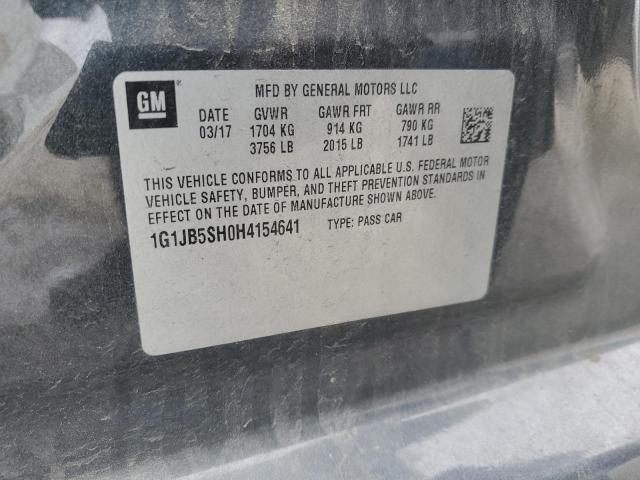 MFD BY GENERAL MOTORS LLC
GM
DATE GVWR GAWR FRT GAWR RR
03/17 1704 KG 914 KG 790 KG
3756 LB 2015 LB 1741 LB
THIS VEHICLE CONFORMS TO ALL APPLICABLE U.S. FEDERAL MOTOR
VEHICLE SAFETY, BUMPER, AND THEFT PREVENTION STANDARDS IN
EFFECT ON THE DATE OF MANUFACTURE SHOWN ABOVE.
1G1JB5SH0H4154641 TYPE: PASS CAR